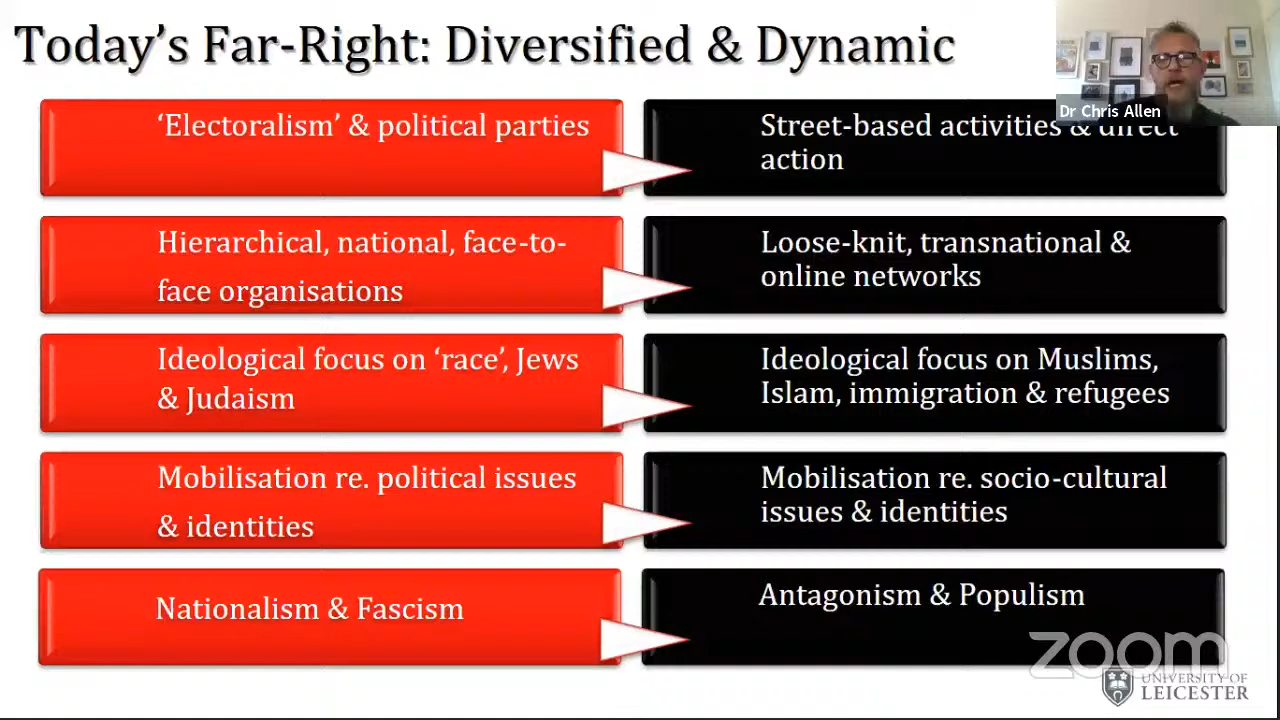 Today's Far-Right: Diversified & Dynamic
Dr Chris Allen
'Electoralism' & political parties
Street-based activities & direct
action
Hierarchical, national, face-to-
face organisations
Loose-knit, transnational &
online networks
Ideological focus on 'race', Jews
& Judaism
Ideological focus on Muslims,
Islam, immigration & refugees
Mobilisation re. political issues
& identities
Mobilisation re. socio-cultural
issues & identities
Nationalism & Fascism
Antagonism & Populism
zoom
UNIVERSITY OF
LEICESTER